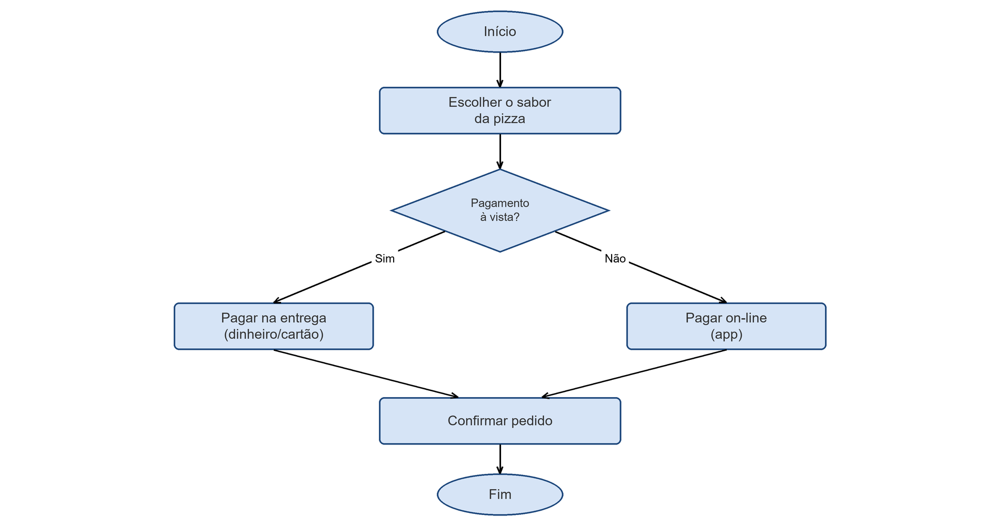 Início
Escolher o sabor
da pizza
Pagamento
à vista?
Sim
Não
Pagar na entrega
(dinheiro/cartão)
Pagar on-line
(app)
Confirmar pedido
Fim